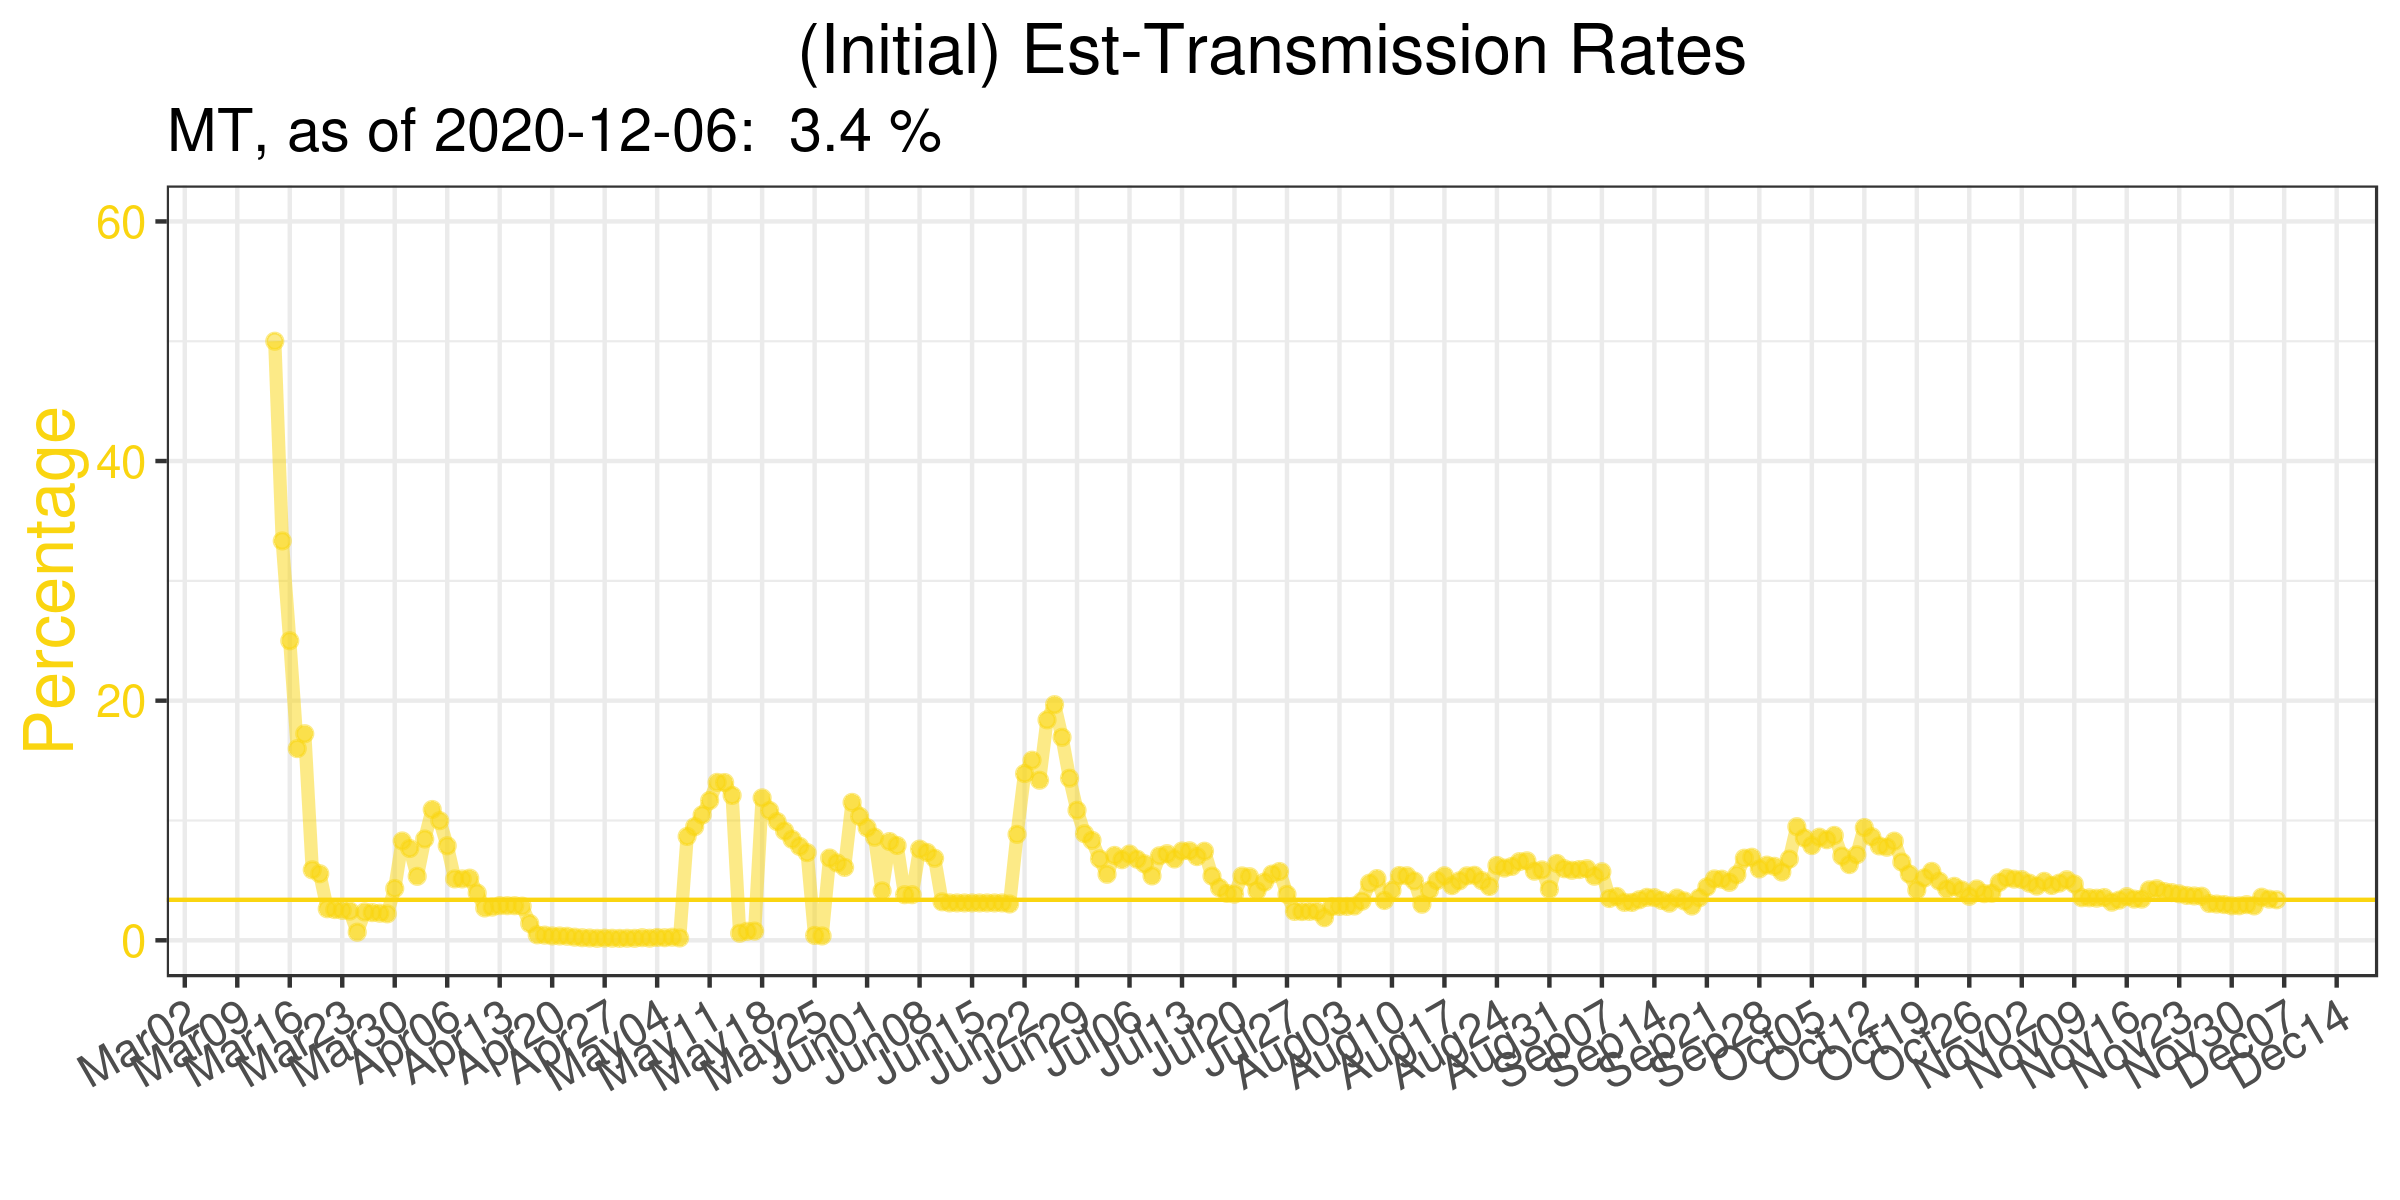 (Initial) Est-Transmission Rates
MT, as of 2020-12-06:  3.4 %
Percentage
60
40
20
0
Mar02
Mar09
Mar16
Mar23
Mar30
Apr06
Apr13
Apr20
Apr27
May04
May11
May18
May25
Jun01
Jun08
Jun15
Jun22
Jun29
Jul06
Jul13
Jul20
Jul27
Aug03
Aug10
Aug17
Aug24
Aug31
Sep07
Sep14
Sep21
Sep28
Oct05
Oct12
Oct19
Oct26
Nov02
Nov09
Nov16
Nov23
Nov30
Dec07
Dec14